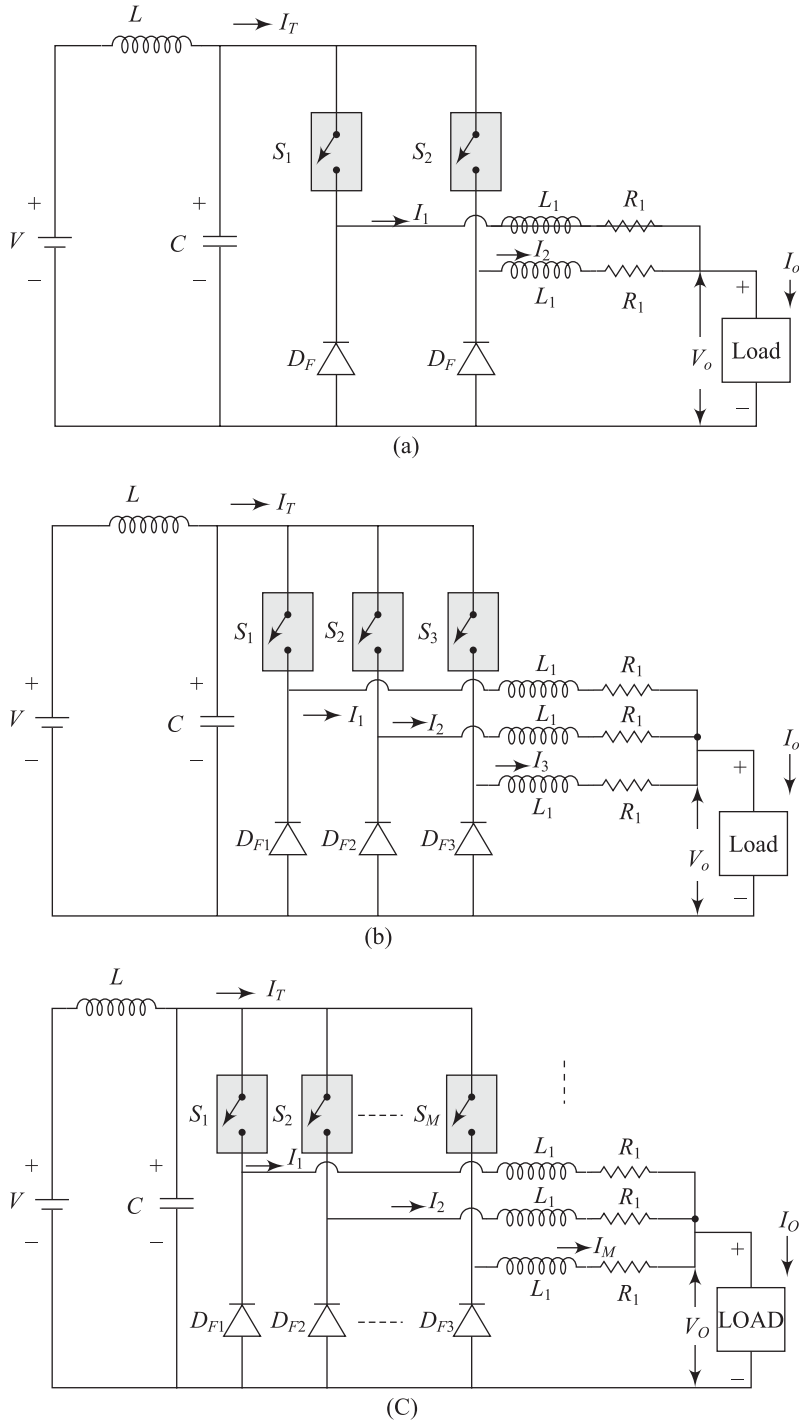 L
I_T
S_1
S_2
L_1
R_1
I_1
+
+
V
C
I_2
L_1
R_1
I_o
+
−
−
D_F
D_F
V_o
Load
−
(a)
L
I_T
S_1
S_2
S_3
L_1
R_1
+
+
I_1
L_1
R_1
V
C
I_2
I_o
−
−
I_3
+
L_1
R_1
D_F1
D_F2
D_F3
V_o
Load
−
(b)
L
I_T
S_1
S_2
S_M
L_1
R_1
+
+
I_1
V
C
I_2
L_1
R_1
I_O
−
−
I_M
+
L_1
R_1
D_F1
D_F2
D_F3
V_O
LOAD
−
(C)